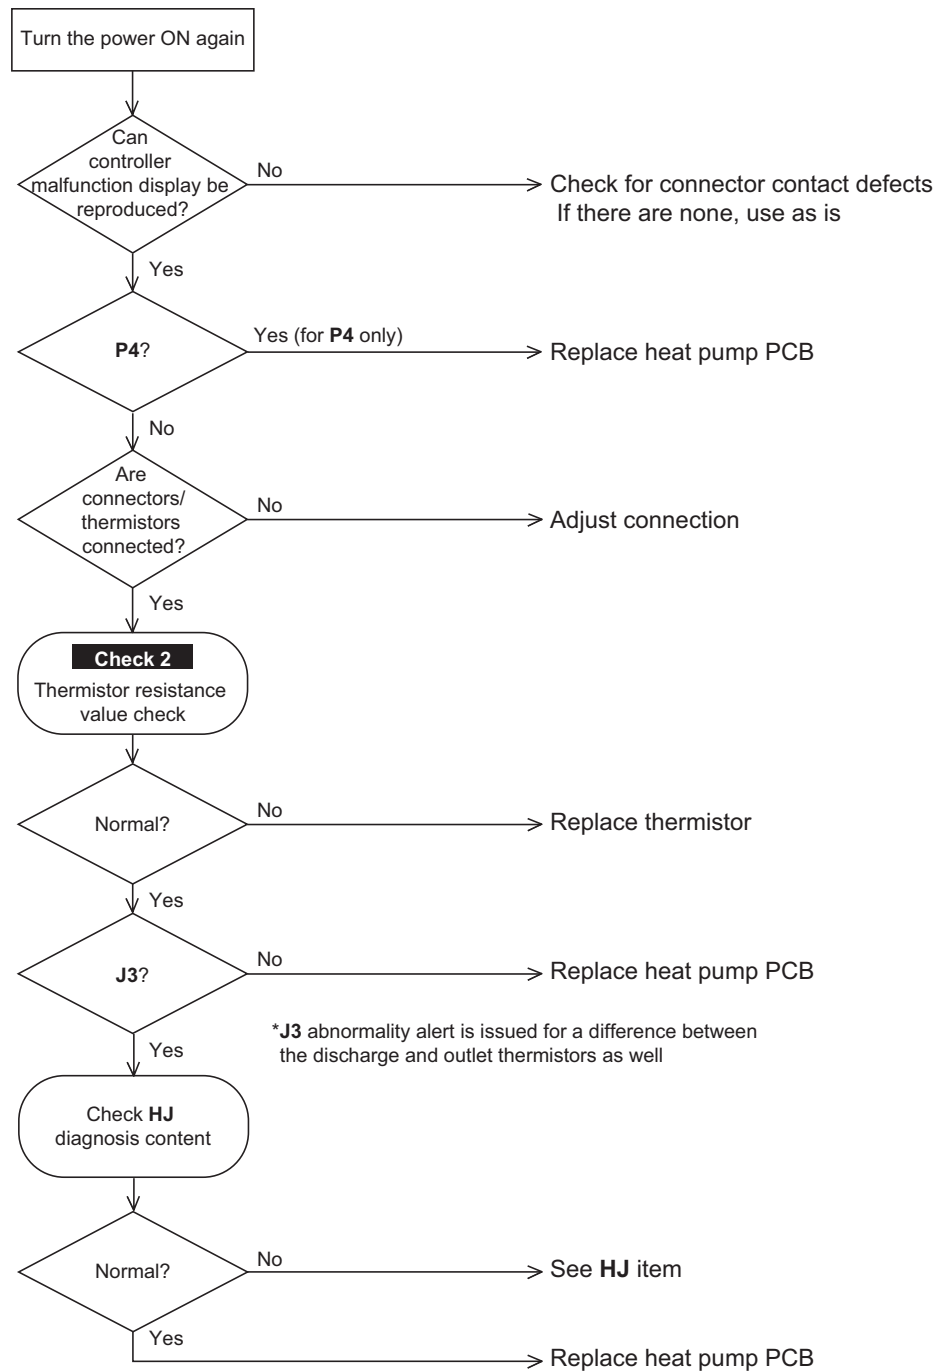 Turn the power ON again
Can
controller
malfunction display be
reproduced?
No
Check for connector contact defects
If there are none, use as is
Yes
P4?
Yes (for P4 only)
Replace heat pump PCB
No
Are
connectors/
thermistors
connected?
No
Adjust connection
Yes
Check 2
Thermistor resistance
value check
Normal?
No
Replace thermistor
Yes
J3?
No
Replace heat pump PCB
*J3 abnormality alert is issued for a difference between
the discharge and outlet thermistors as well
Yes
Check HJ
diagnosis content
Normal?
No
See HJ item
Yes
Replace heat pump PCB